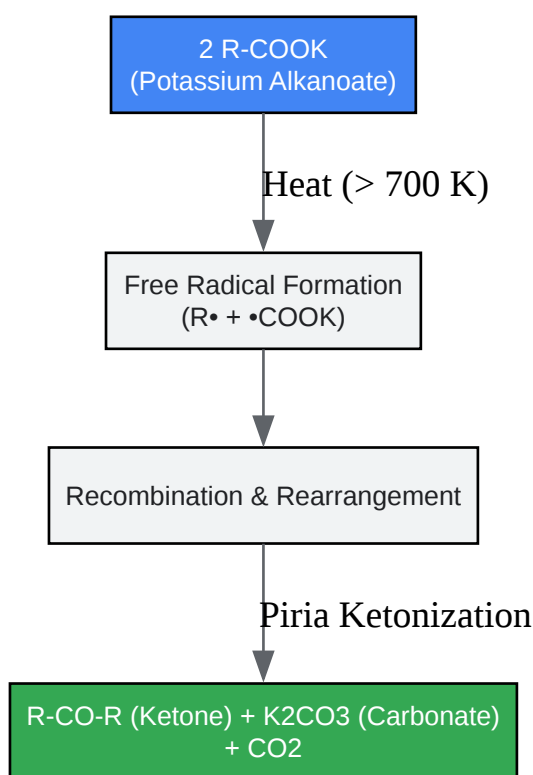 2 R-COOK
(Potassium Alkanoate)
Heat (> 700 K)
Free Radical Formation
(R• + •COOK)
Recombination & Rearrangement
Piria Ketonization
R-CO-R (Ketone) + K2CO3 (Carbonate)
+ CO2